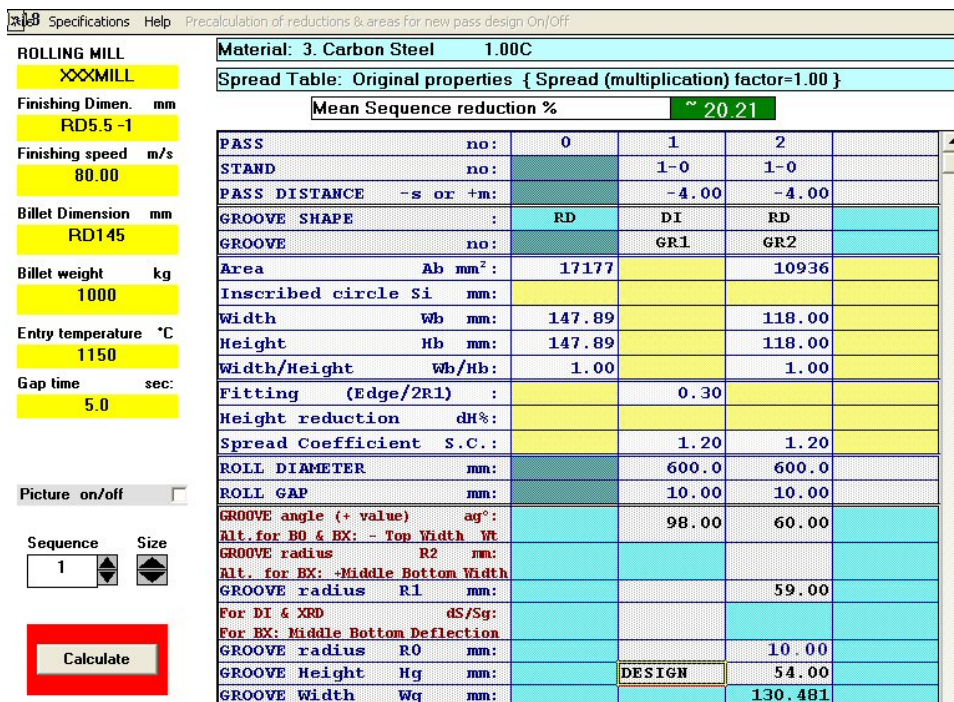 Specifications Help Precalculation of reductions & areas for new pass design On/Off
ROLLING MILL
XXXMILL
Finishing Dimen. mm
RD5.5 -1
Finishing speed m/s
80.00
Billet Dimension mm
RD145
Billet weight kg
1000
Entry temperature °C
1150
Gap time sec:
5.0
Picture on/off
Sequence Size
1
Calculate
Material: 3. Carbon Steel 1.00C
Spread Table: Original properties { Spread (multiplication) factor=1.00 }
Mean Sequence reduction % ~ 20.21
PASS no: 0 1 2
STAND no: 1-0 1-0
PASS DISTANCE -s or +m: -4.00 -4.00
GROOVE SHAPE : RD DI RD
GROOVE no: GR1 GR2
Area Ab mm²: 17177 10936
Inscribed circle Si mm:
Width Wb mm: 147.89 118.00
Height Hb mm: 147.89 118.00
Width/Height Wb/Hb: 1.00 1.00
Fitting (Edge/2R1) : 0.30
Height reduction dH%:
Spread Coefficient S.C.: 1.20 1.20
ROLL DIAMETER mm: 600.0 600.0
ROLL GAP mm: 10.00 10.00
GROOVE angle (+ value) ag°: 98.00 60.00
Alt.for BO & BX: - Top Width Wt
GROOVE radius R2 mm:
Alt. for BX: +Middle Bottom Width
GROOVE radius R1 mm: 59.00
For DI & XRD dS/Sg:
For BX: Middle Bottom Deflection
GROOVE radius R0 mm: 10.00
GROOVE Height Hg mm: DESIGN 54.00
GROOVE Width Wg mm: 130.481